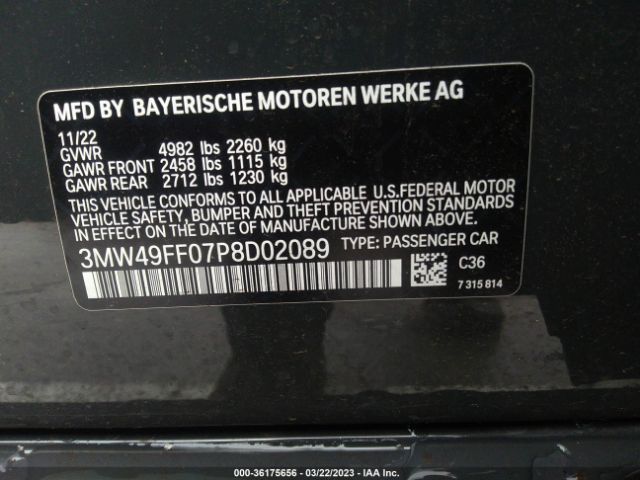 MFD BY BAYERISCHE MOTOREN WERKE AG
11/22
GVWR 4982 lbs 2260 kg
GAWR FRONT 2458 lbs 1115 kg
GAWR REAR 2712 lbs 1230 kg
THIS VEHICLE CONFORMS TO ALL APPLICABLE U.S.FEDERAL MOTOR
VEHICLE SAFETY, BUMPER AND THEFT PREVENTION STANDARDS
IN EFFECT ON THE DATE OF MANUFACTURE SHOWN ABOVE.
3MW49FF07P8D02089 TYPE: PASSENGER CAR
C36
7 315 814
000-36175656 - 03/22/2023 - IAA Inc.